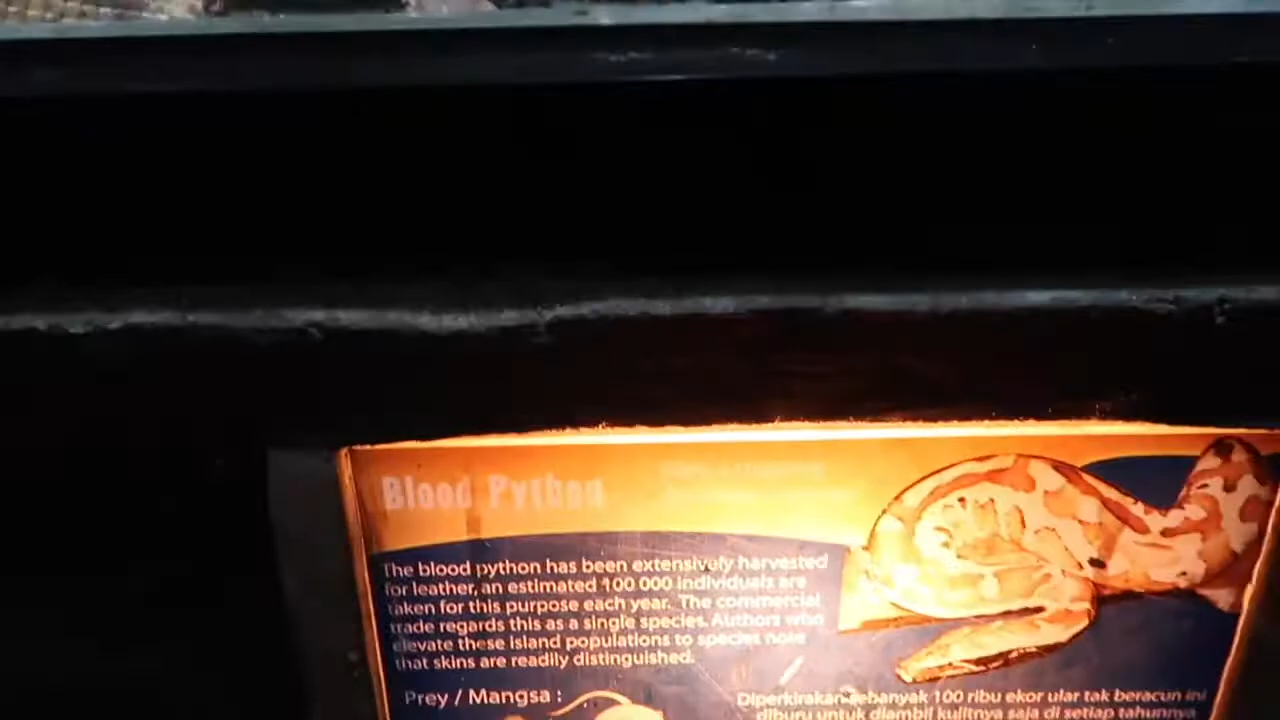 Blood Python
The blood python has been extensively harvested
for leather, an estimated 100 000 individuals are
taken for this purpose each year. The commercial
trade regards this as a single species. Authors who
elevate these island populations to species note
that skins are readily distinguished.
Prey / Mangsa :
Diperkirakan sebanyak 100 ribu ekor ular tak beracun ini
diburu untuk diambil kulitnya saja di setiap tahunnya